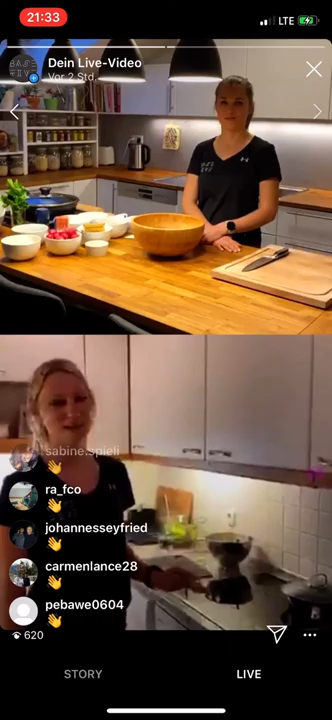 21:33
LTE
Dein Live-Video
Vor 2 Std.
sabine.spieli
ra_fco
johannesseyfried
carmenlance28
pebawe0604
620
STORY
LIVE